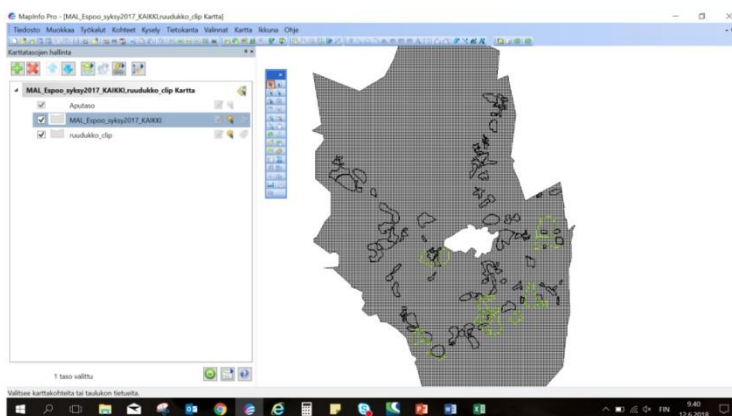 MapInfo Pro - [MAL_Espoo_syksy2017_KAIKKI,ruudukko_clip Kartta]
Tiedosto Muokkaa Työkalut Kohteet Kysely Tietokanta Valinnat Kartta Ikkuna Ohje
Karttatasojen hallinta
MAL_Espoo_syksy2017_KAIKKI,ruudukko_clip Kartta
Aputaso
MAL_Espoo_syksy2017_KAIKKI
ruudukko_clip
1 taso valittu
Valitsee karttakohteita tai taulukon tietueita.
FIN
9.40
12.6.2018